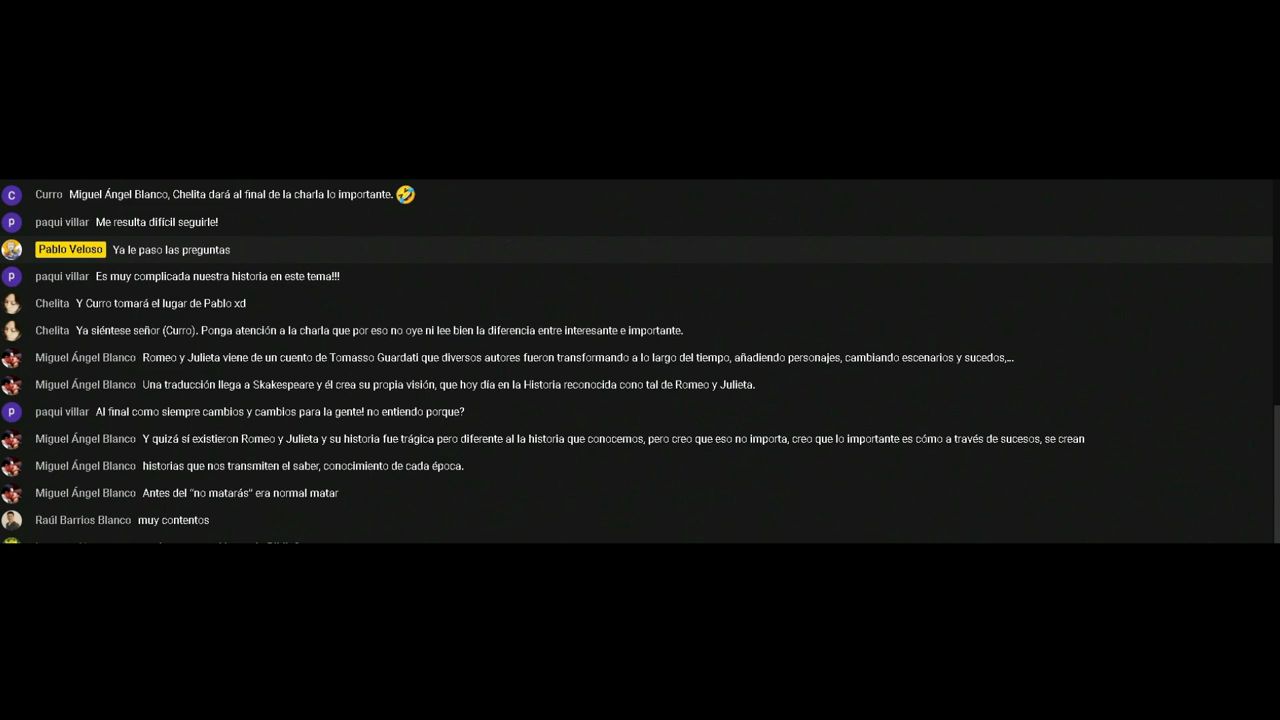 C Curro Miguel Ángel Blanco, Chelita dará al final de la charla lo importante. 🤣
p paqui villar Me resulta difícil seguirle!
Pablo Veloso Ya le paso las preguntas
p paqui villar Es muy complicada nuestra historia en este tema!!!
Chelita Y Curro tomará el lugar de Pablo xd
Chelita Ya siéntese señor (Curro). Ponga atención a la charla que por eso no oye ni lee bien la diferencia entre interesante e importante.
Miguel Ángel Blanco Romeo y Julieta viene de un cuento de Tomasso Guardati que diversos autores fueron transformando a lo largo del tiempo, añadiendo personajes, cambiando escenarios y sucedos,...
Miguel Ángel Blanco Una traducción llega a Skakespeare y él crea su propia visión, que hoy día en la Historia reconocida cono tal de Romeo y Julieta.
p paqui villar Al final como siempre cambios y cambios para la gente! no entiendo porque?
Miguel Ángel Blanco Y quizá sí existieron Romeo y Julieta y su historia fue trágica pero diferente al la historia que conocemos, pero creo que eso no importa, creo que lo importante es cómo a través de sucesos, se crean
Miguel Ángel Blanco historias que nos transmiten el saber, conocimiento de cada época.
Miguel Ángel Blanco Antes del "no matarás" era normal matar
Raúl Barrios Blanco muy contentos